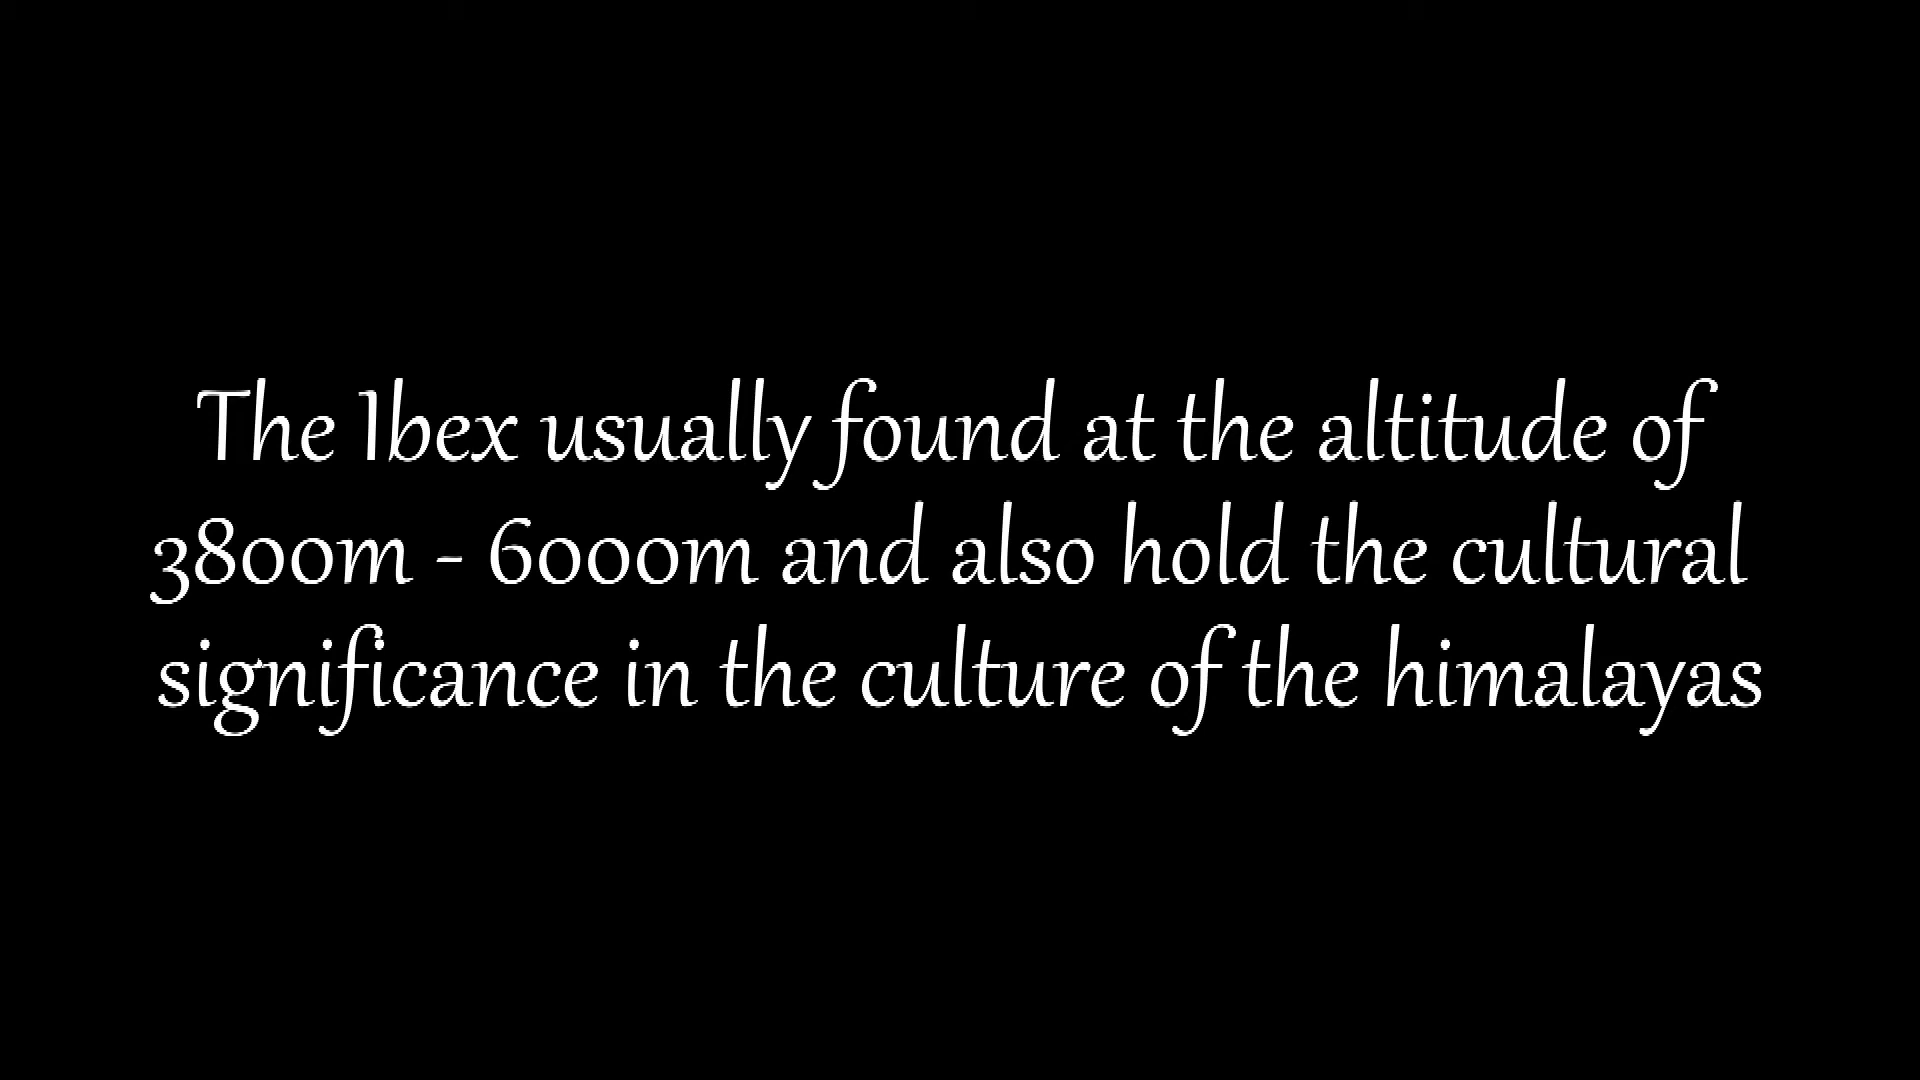 The Ibex usually found at the altitude of
3800m - 6000m and also hold the cultural
significance in the culture of the himalayas